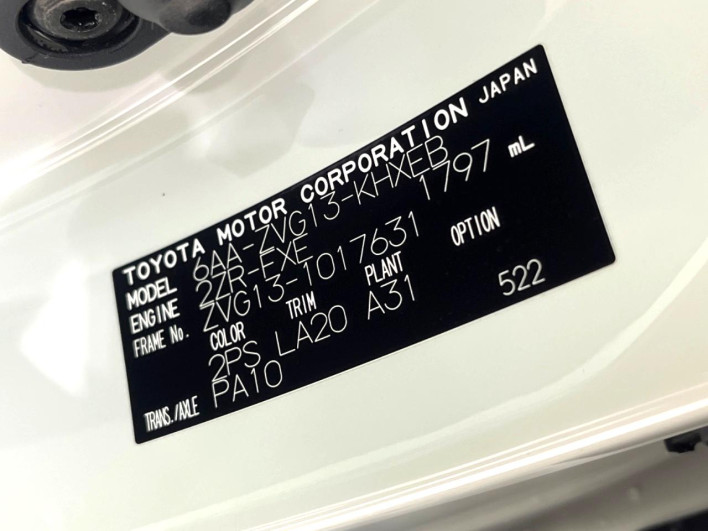 TOYOTA MOTOR CORPORATION JAPAN
MODEL 6AA-ZVG13-KHXEB
ENGINE 2ZR-EXE 1797 mL
FRAME No. ZVG13-1017631
COLOR TRIM PLANT OPTION
2PS LA20 A31 522
TRANS./AXLE PA10